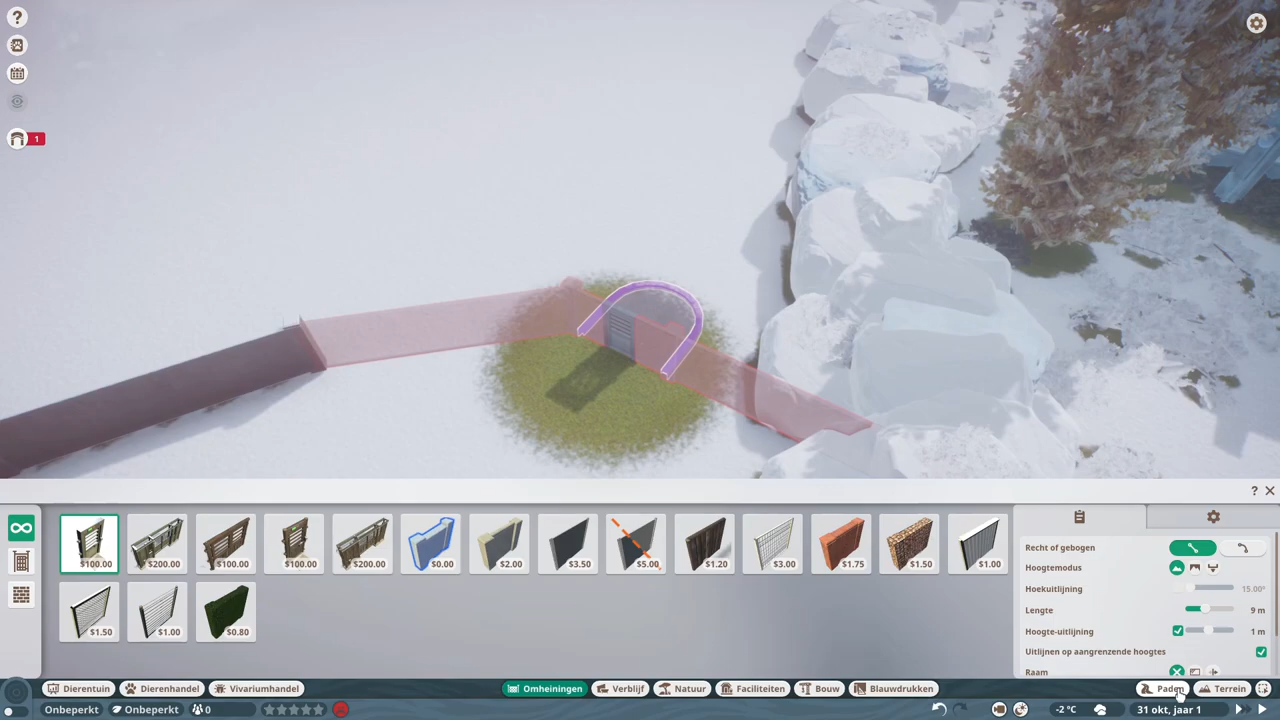 ?
1
?
$100.00
$200.00
$100.00
$100.00
$200.00
$0.00
$2.00
$3.50
$5.00
$1.20
$3.00
$1.75
$1.50
$1.00
$1.50
$1.00
$0.80
Recht of gebogen
Hoogtemodus
Hoekuitlijning 15.00°
Lengte 9 m
Hoogte-uitlijning 1 m
Uitlijnen op aangrenzende hoogtes
Raam
Dierentuin Dierenhandel Vivariumhandel Omheiningen Verblijf Natuur Faciliteiten Bouw Blauwdrukken Paden Terrein
Onbeperkt Onbeperkt 0 -2 °C 31 okt, jaar 1